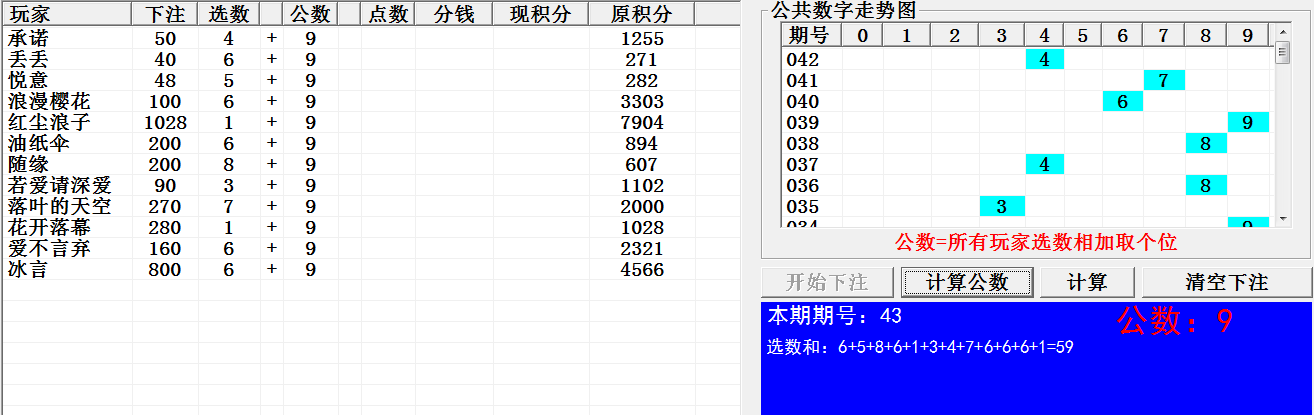 玩家 下注 选数 公数 点数 分钱 现积分 原积分
承诺 50 4 + 9 1255
丢丢 40 6 + 9 271
悦意 48 5 + 9 282
浪漫樱花 100 6 + 9 3303
红尘浪子 1028 1 + 9 7904
油纸伞 200 6 + 9 894
随缘 200 8 + 9 607
若爱请深爱 90 3 + 9 1102
落叶的天空 270 7 + 9 2000
花开落幕 280 1 + 9 1028
爱不言弃 160 6 + 9 2321
冰言 800 6 + 9 4566
公共数字走势图
期号 0 1 2 3 4 5 6 7 8 9
042 4
041 7
040 6
039 9
038 8
037 4
036 8
035 3
034 9
公数=所有玩家选数相加取个位
开始下注 计算公数 计算 清空下注
本期期号：43 公数：9
选数和：6+5+8+6+1+3+4+7+6+6+6+1=59